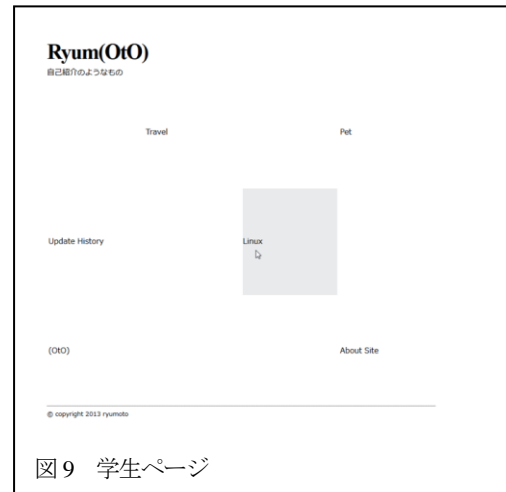 Ryum(OtO)
自己紹介のようなもの
Travel
Pet
Update History
Linux
(OtO)
About Site
© copyright 2013 ryumoto
図 9　学生ページ